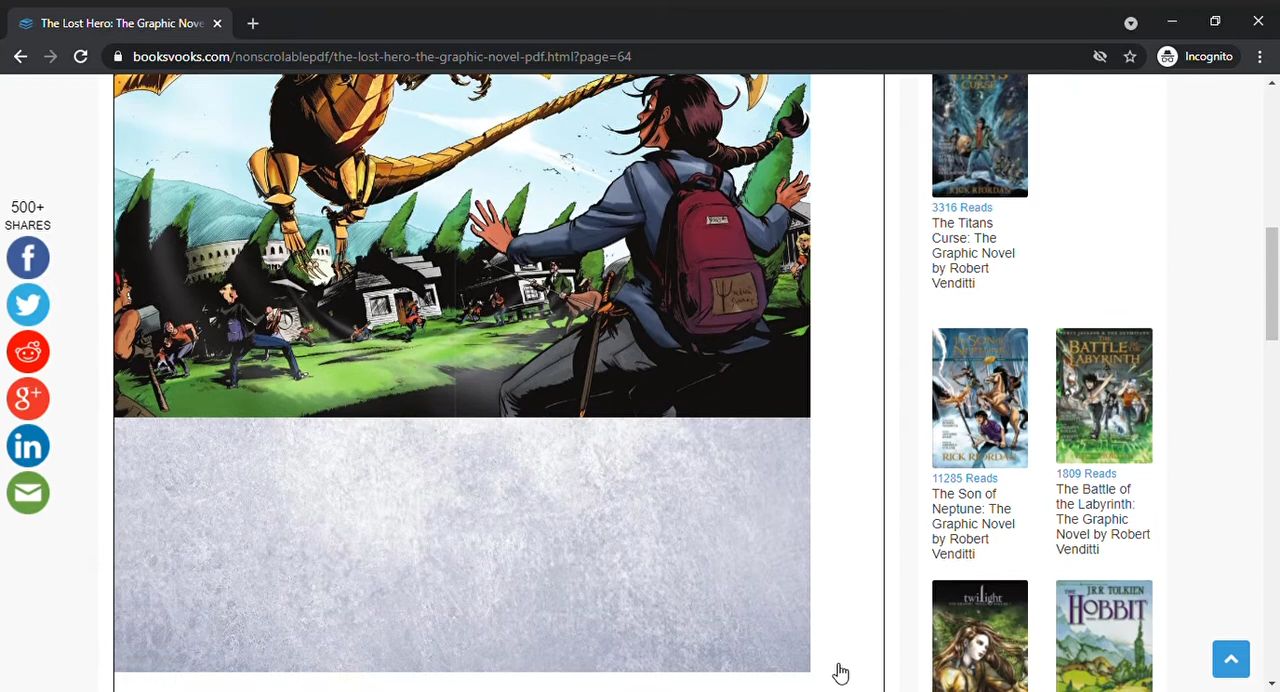 The Lost Hero: The Graphic Nove
booksvooks.com/nonscrolablepdf/the-lost-hero-the-graphic-novel-pdf.html?page=64
Incognito
500+
SHARES
CURSE
RICK RIORDAN
3316 Reads
The Titans
Curse: The
Graphic Novel
by Robert
Venditti
THE SON OF
NEPTUNE
RICK RIORDAN
11285 Reads
The Son of
Neptune: The
Graphic Novel
by Robert
Venditti
THE
BATTLE OF THE
LABYRINTH
1809 Reads
The Battle of
the Labyrinth:
The Graphic
Novel by Robert
Venditti
twilight
J.R.R. TOLKIEN
THE
HOBBIT